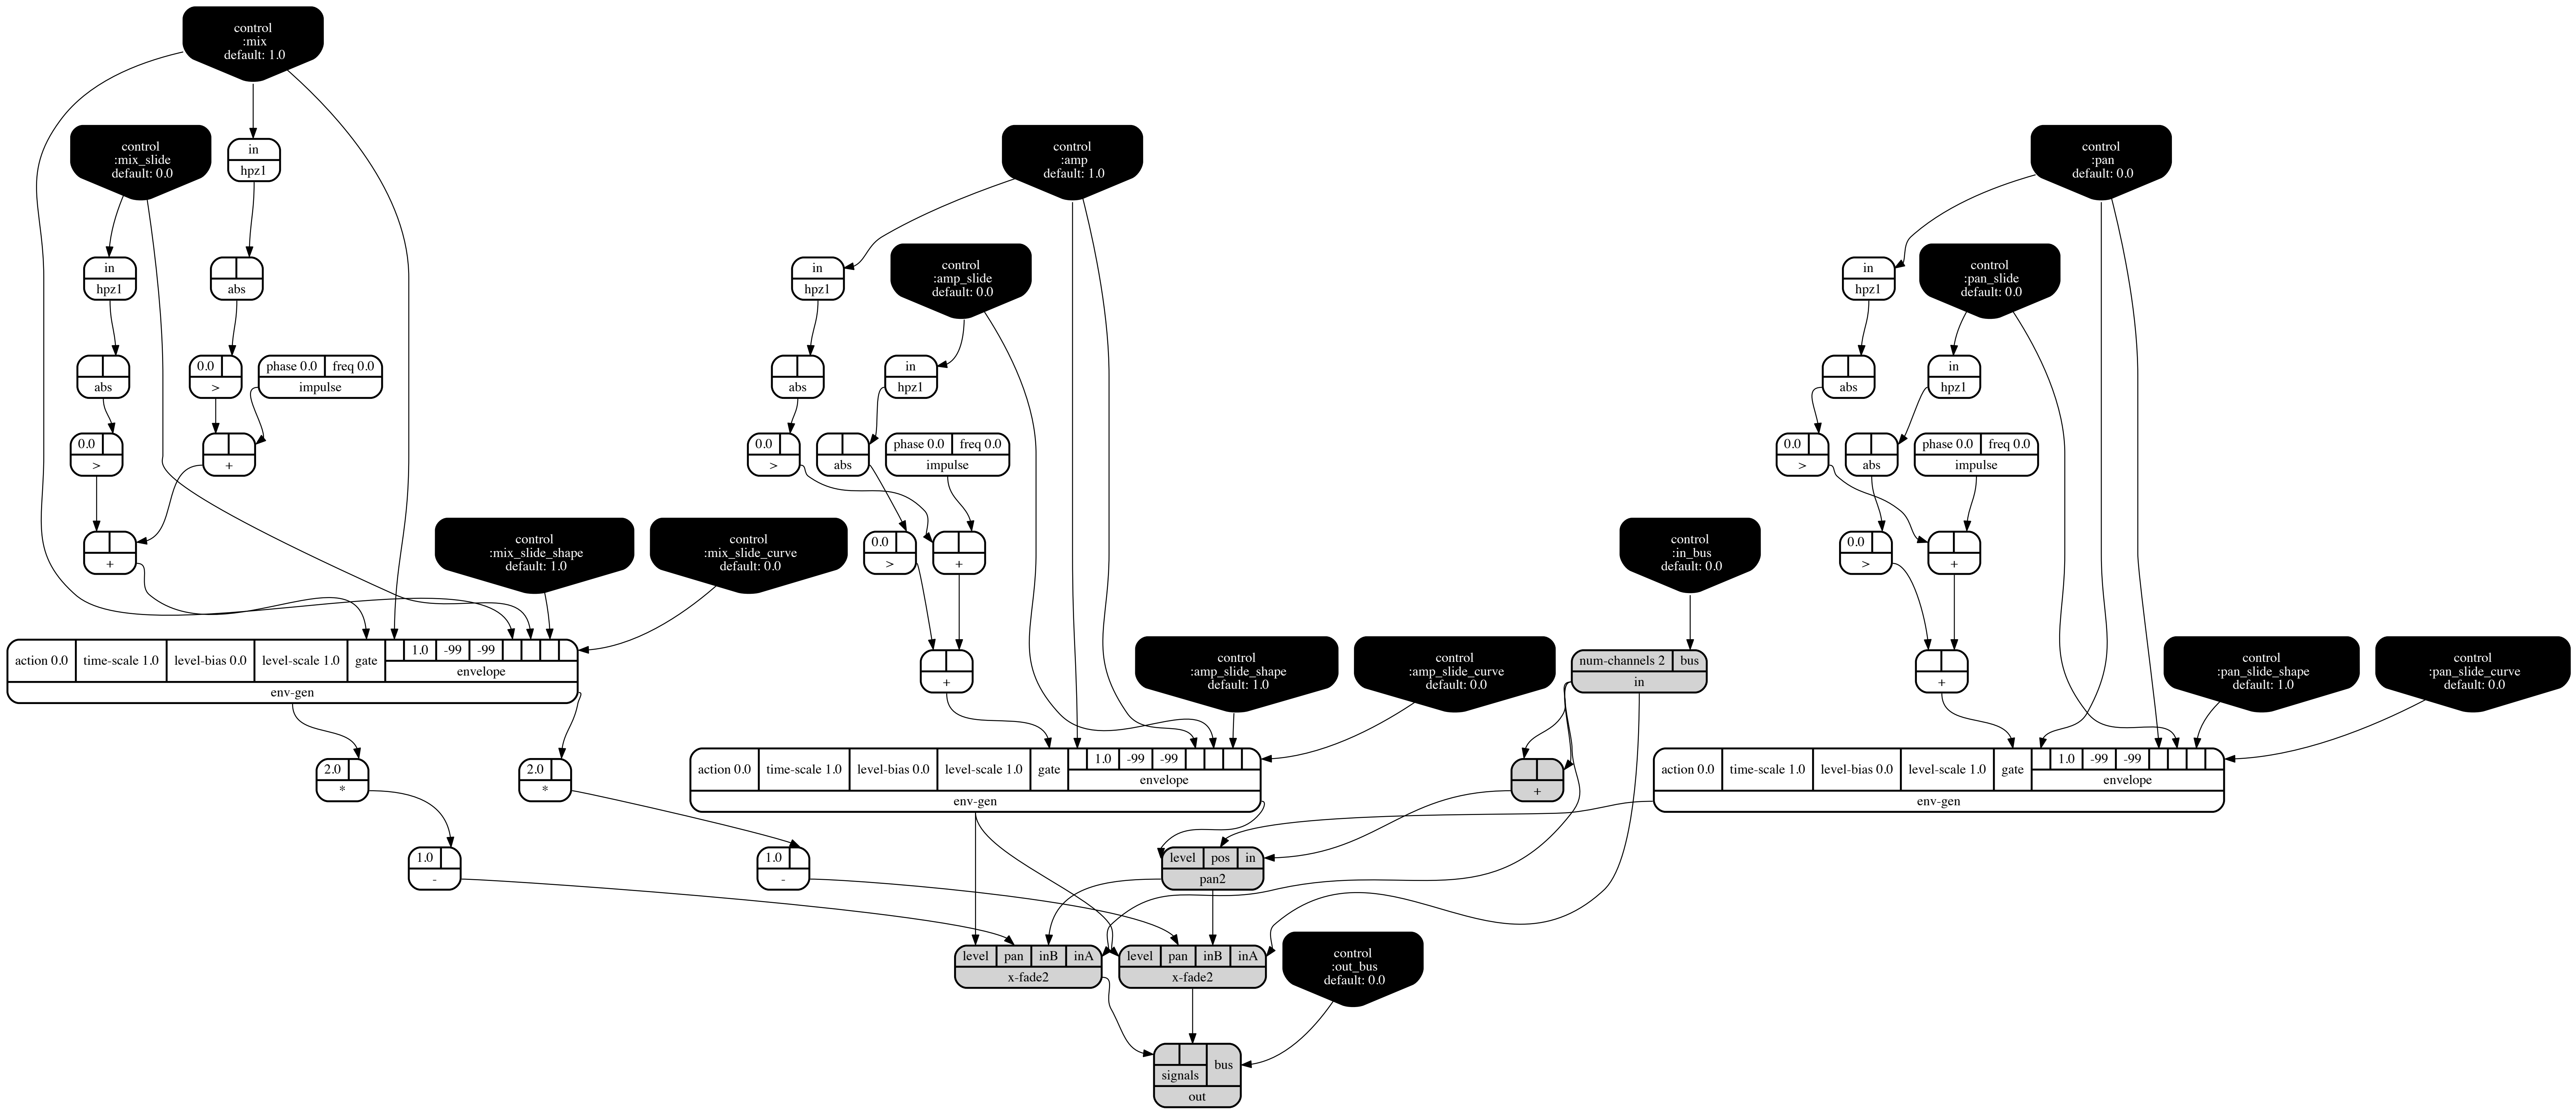 control
:mix
default: 1.0
control
:mix_slide
default: 0.0
in
hpz1
control
:amp
default: 1.0
control
:pan
default: 0.0
in
hpz1
abs
in
hpz1
control
:amp_slide
default: 0.0
in
hpz1
control
:pan_slide
default: 0.0
abs
0.0
>
phase 0.0 freq 0.0
impulse
abs
in
hpz1
abs
in
hpz1
0.0
>
+
0.0
>
abs
phase 0.0 freq 0.0
impulse
0.0
>
abs
phase 0.0 freq 0.0
impulse
+
control
:mix_slide_shape
default: 1.0
control
:mix_slide_curve
default: 0.0
0.0
>
+
control
:in_bus
default: 0.0
0.0
>
+
action 0.0 time-scale 1.0 level-bias 0.0 level-scale 1.0 gate 1.0 -99 -99
envelope
env-gen
+
control
:amp_slide_shape
default: 1.0
control
:amp_slide_curve
default: 0.0
num-channels 2 bus
in
+
control
:pan_slide_shape
default: 1.0
control
:pan_slide_curve
default: 0.0
2.0
*
2.0
*
action 0.0 time-scale 1.0 level-bias 0.0 level-scale 1.0 gate 1.0 -99 -99
envelope
env-gen
+
action 0.0 time-scale 1.0 level-bias 0.0 level-scale 1.0 gate 1.0 -99 -99
envelope
env-gen
1.0
-
1.0
-
level pos in
pan2
level pan inB inA
x-fade2
level pan inB inA
x-fade2
control
:out_bus
default: 0.0
signals
bus
out